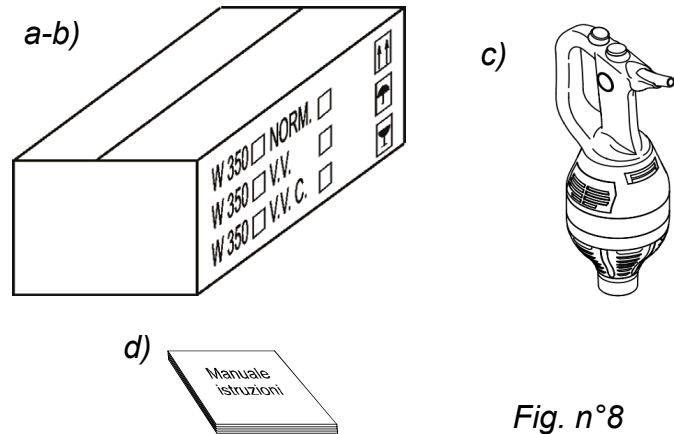 a-b)
W 350 □ NORM. □
W 350 □ V.V. □
W 350 □ V.V. C. □
c)
d)
Manuale
istruzioni
Fig. n°8